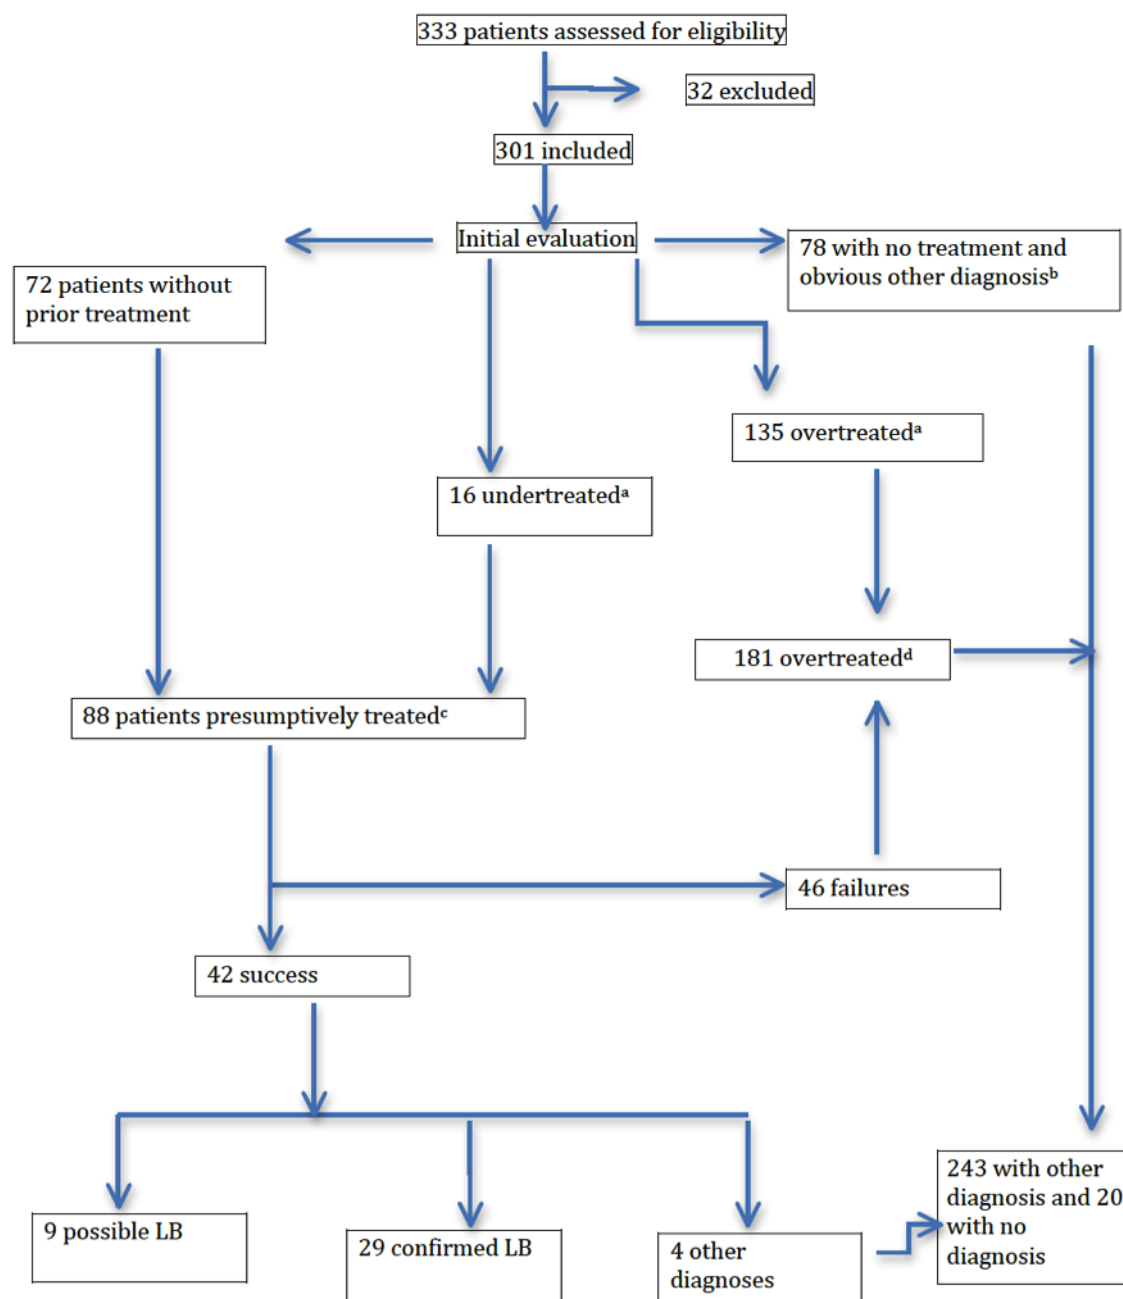 333 patients assessed for eligibility
32 excluded
301 included
Initial evaluation
78 with no treatment and
obvious other diagnosisᵇ
72 patients without
prior treatment
135 overtreatedᵃ
16 undertreatedᵃ
181 overtreatedᵈ
88 patients presumptively treatedᶜ
46 failures
42 success
9 possible LB
29 confirmed LB
4 other
diagnoses
243 with other
diagnosis and 20
with no
diagnosis